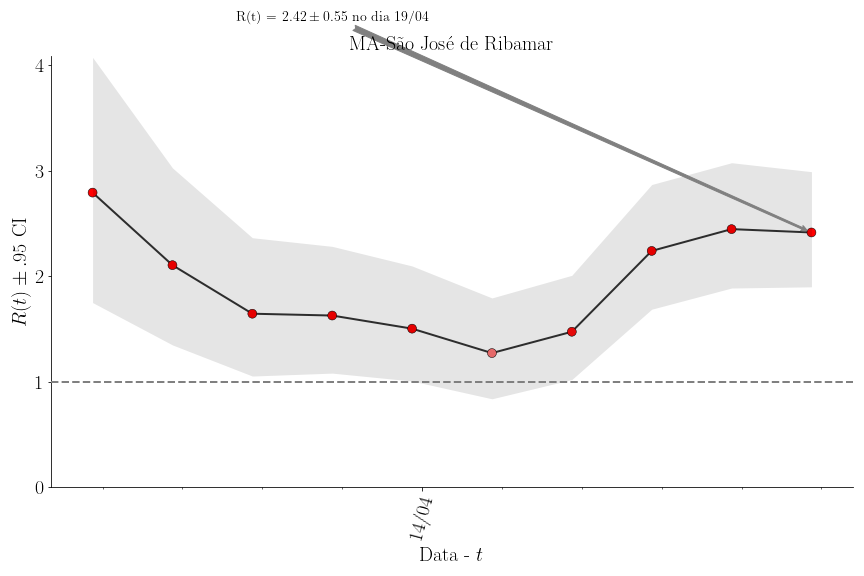 R(t) = 2.42 ± 0.55 no dia 19/04
MA-São José de Ribamar
R(t) ± .95 CI
4
3
2
1
0
14/04
Data - t